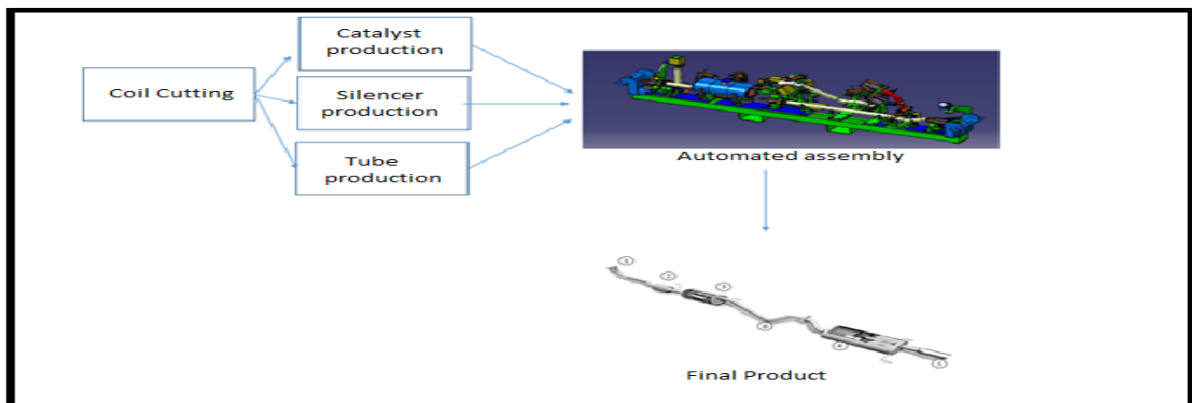 Catalyst
production
Coil Cutting
Silencer
production
Tube
production
Automated assembly
Final Product